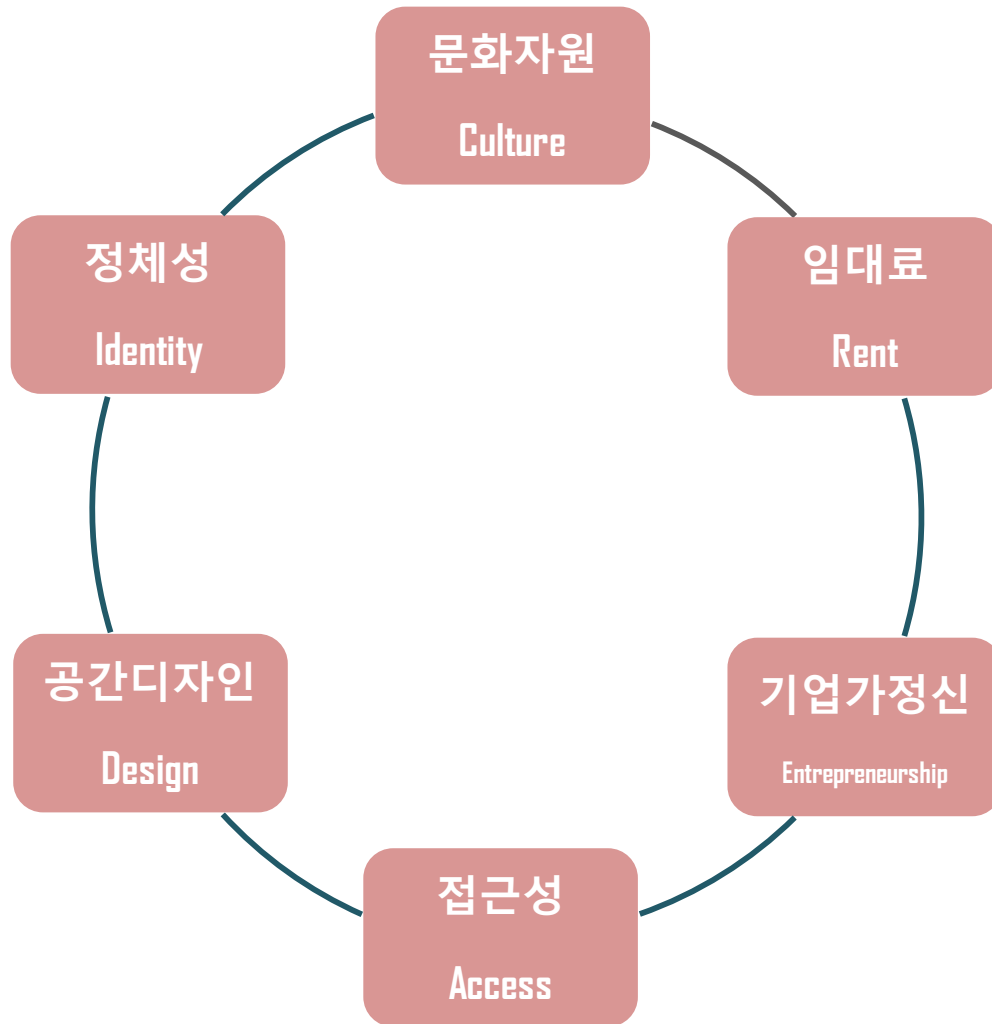 문화자원
Culture
임대료
Rent
기업가정신
Entrepreneurship
접근성
Access
공간디자인
Design
정체성
Identity